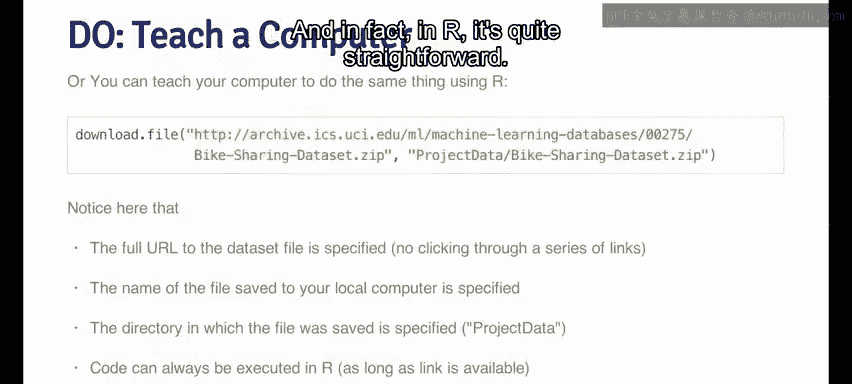 DO: Teach a Computer
And in fact, in R, it's quite
straightforward.
Or You can teach your computer to do the same thing using R:
download.file("http://archive.ics.uci.edu/ml/machine-learning-databases/00275/
Bike-Sharing-Dataset.zip", "ProjectData/Bike-Sharing-Dataset.zip")
Notice here that
· The full URL to the dataset file is specified (no clicking through a series of links)
· The name of the file saved to your local computer is specified
· The directory in which the file was saved is specified ("ProjectData")
· Code can always be executed in R (as long as link is available)